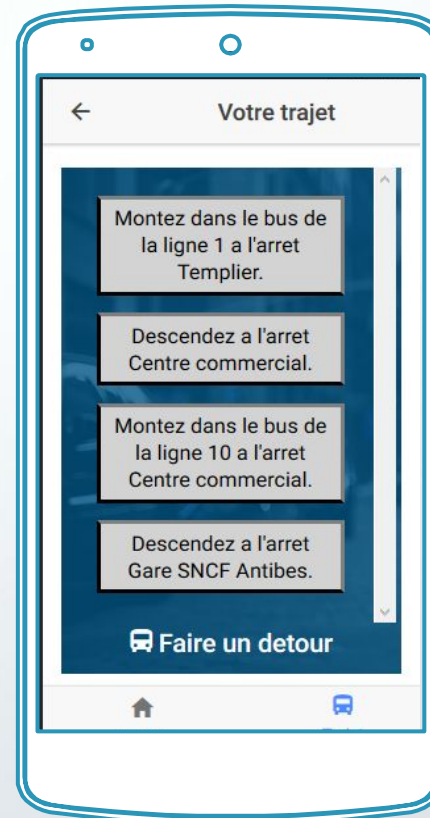 Votre trajet
Montez dans le bus de
la ligne 1 a l'arret
Templier.
Descendez a l'arret
Centre commercial.
Montez dans le bus de
la ligne 10 a l'arret
Centre commercial.
Descendez a l'arret
Gare SNCF Antibes.
Faire un detour